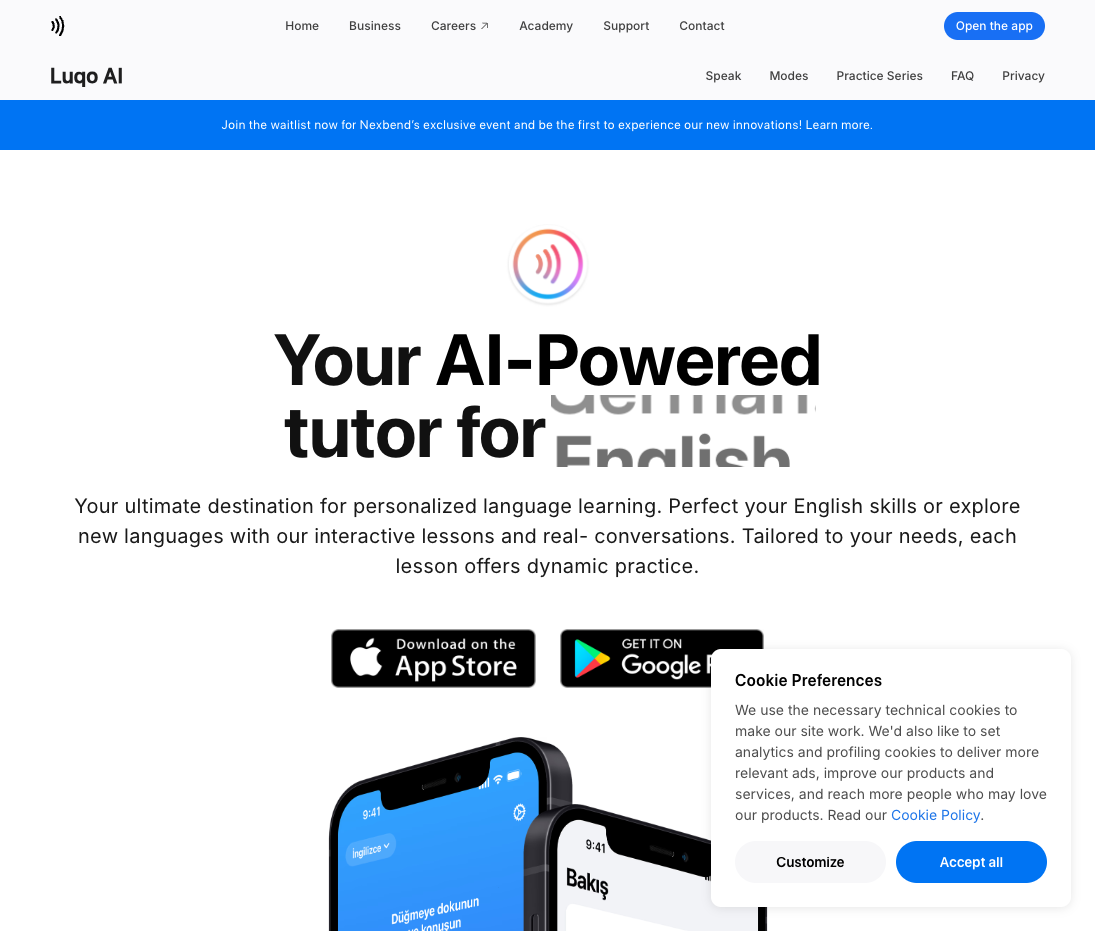 Home Business Careers ↗ Academy Support Contact Open the app
Luqo AI Speak Modes Practice Series FAQ Privacy
Join the waitlist now for Nexbend's exclusive event and be the first to experience our new innovations! Learn more.
Your AI-Powered
tutor for German
English
Your ultimate destination for personalized language learning. Perfect your English skills or explore
new languages with our interactive lessons and real- conversations. Tailored to your needs, each
lesson offers dynamic practice.
Download on the
App Store
GET IT ON
Google
Cookie Preferences
We use the necessary technical cookies to
make our site work. We'd also like to set
analytics and profiling cookies to deliver more
relevant ads, improve our products and
services, and reach more people who may love
our products. Read our Cookie Policy.
Customize Accept all
9:41
İngilizce
Düğmeye dokunun
ve konuşun
9:41
Bakış